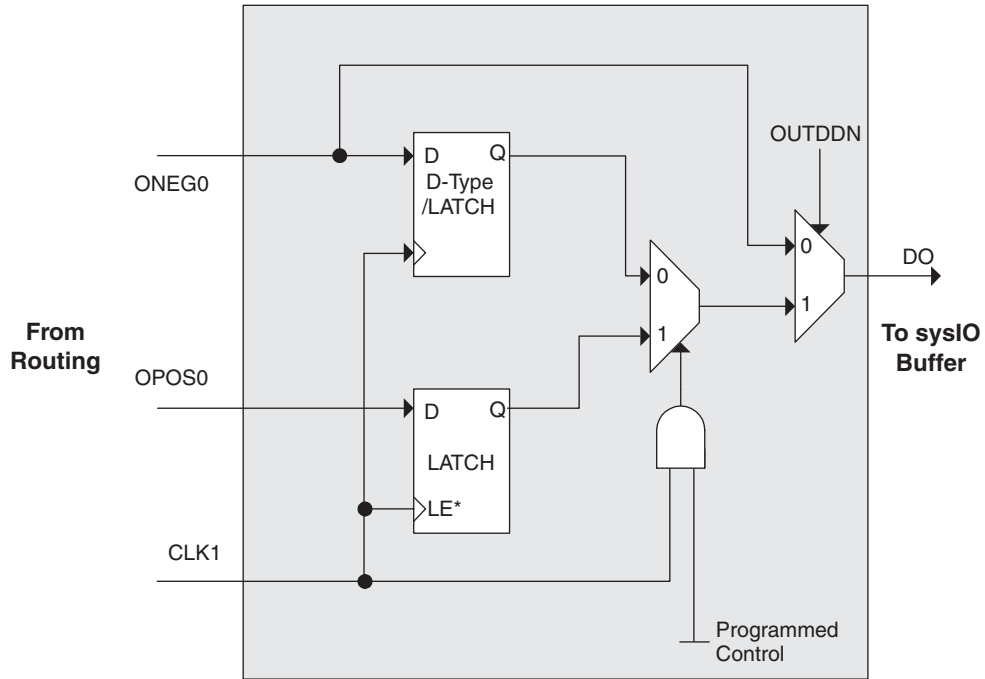 OUTDDN
ONEG0
D Q
D-Type
/LATCH
0
DO
0
1
1
From
Routing
To sysIO
Buffer
OPOS0
D Q
LATCH
LE*
CLK1
Programmed
Control